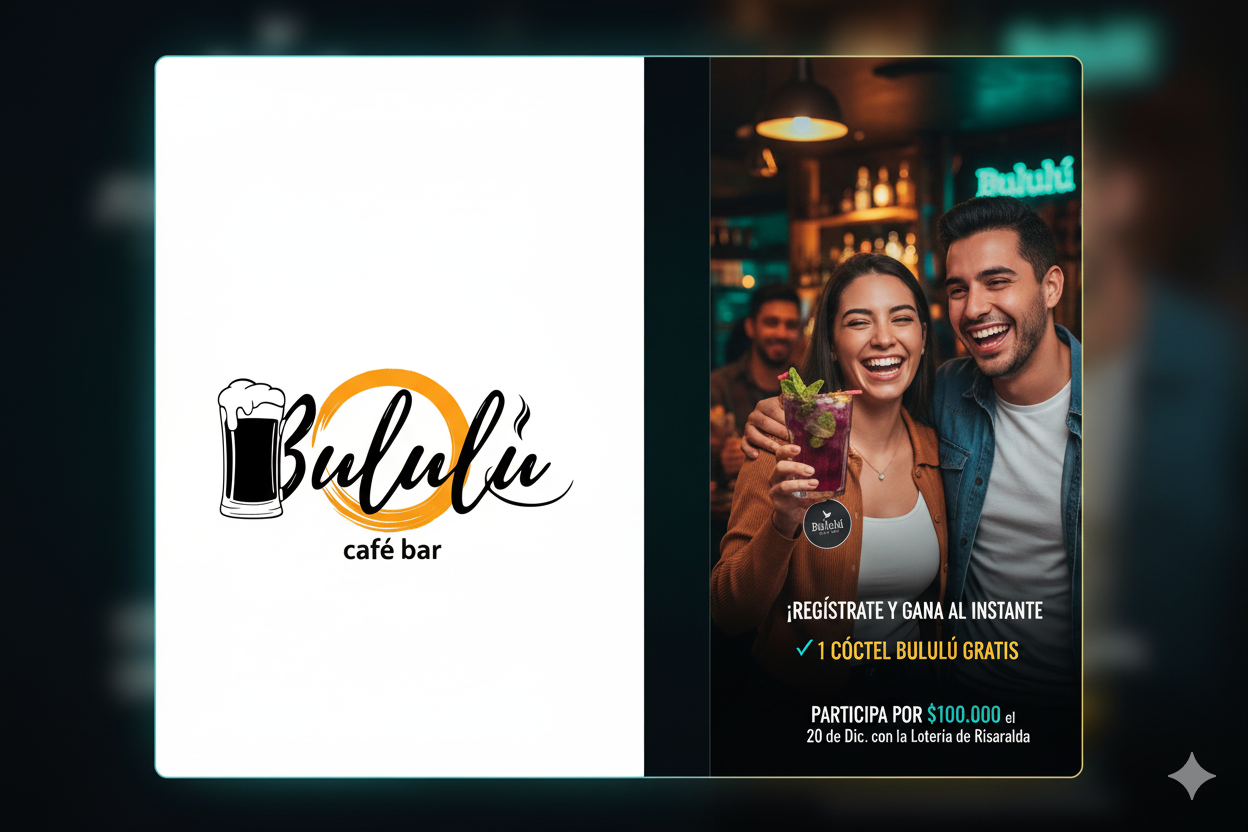 Bululú
café bar
Bululú
¡REGÍSTRATE Y GANA AL INSTANTE
✓1 CÓCTEL BULULÚ GRATIS
PARTICIPA POR $100.000 el
20 de Dic. con la Loteria de Risaralda